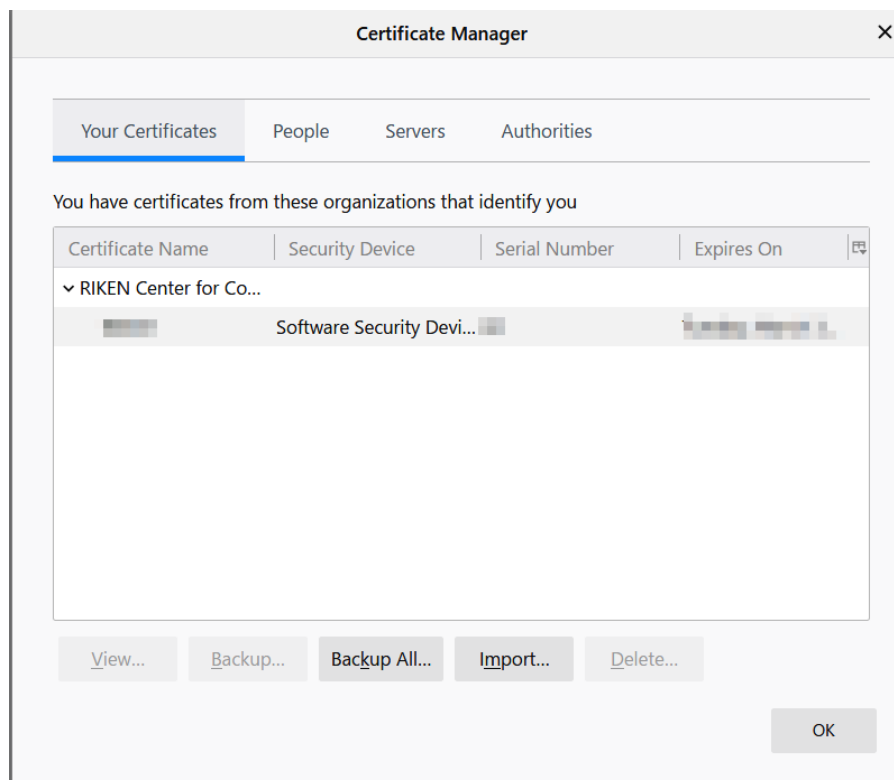 Certificate Manager
Your Certificates People Servers Authorities
You have certificates from these organizations that identify you
Certificate Name Security Device Serial Number Expires On
RIKEN Center for Co...
Software Security Devi...
View... Backup... Backup All... Import... Delete...
OK